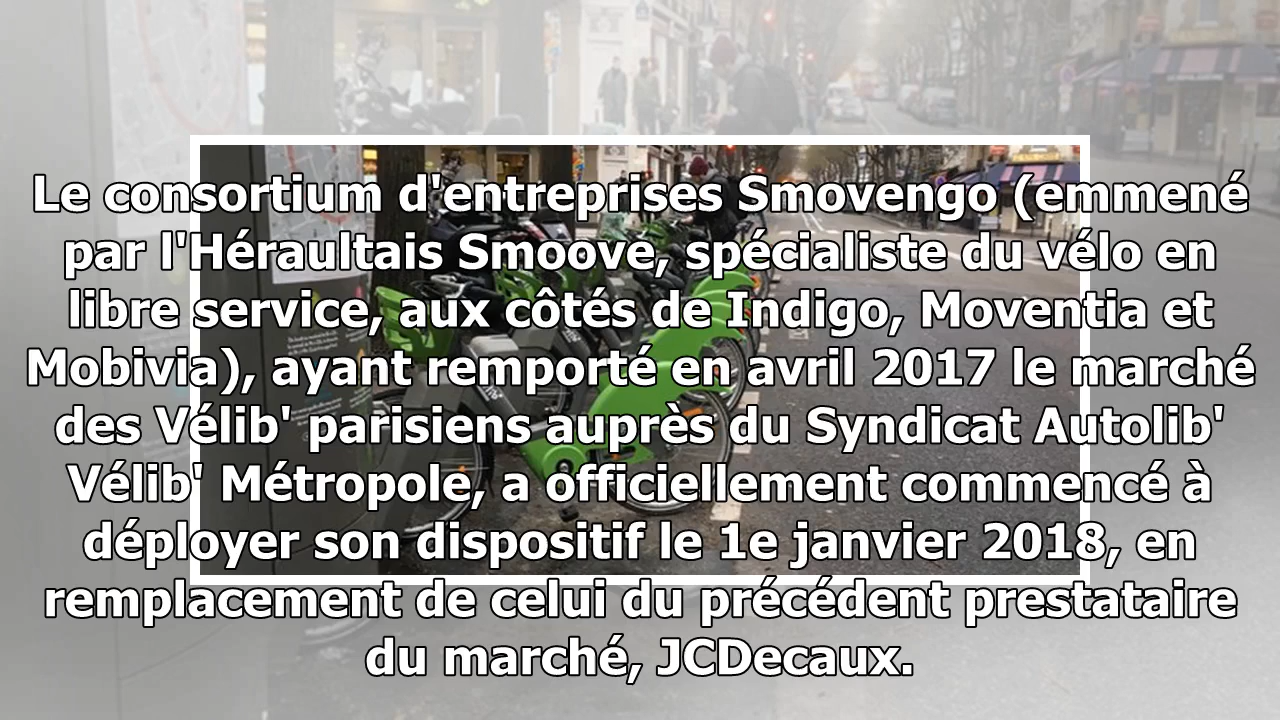 Le consortium d'entreprises Smovengo (emmené
par l'Héraultais Smoove, spécialiste du vélo en
libre service, aux côtés de Indigo, Moventia et
Mobivia), ayant remporté en avril 2017 le marché
des Vélib' parisiens auprès du Syndicat Autolib'
Vélib' Métropole, a officiellement commencé à
déployer son dispositif le 1e janvier 2018, en
remplacement de celui du précédent prestataire
du marché, JCDecaux.